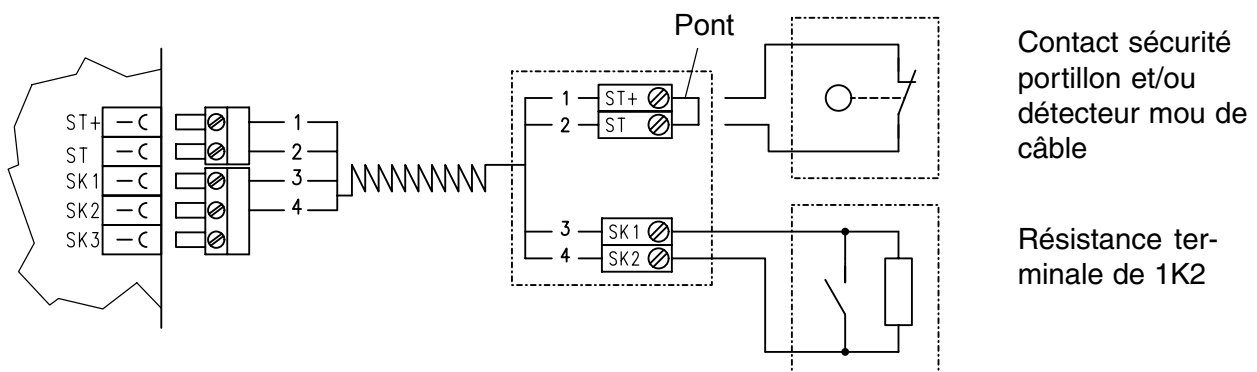 Pont
ST+
ST
SK1
SK2
SK3
1
2
3
4
1 ST+
2 ST
3 SK1
4 SK2
Contact sécurité
portillon et/ou
détecteur mou de
câble
Résistance ter-
minale de 1K2